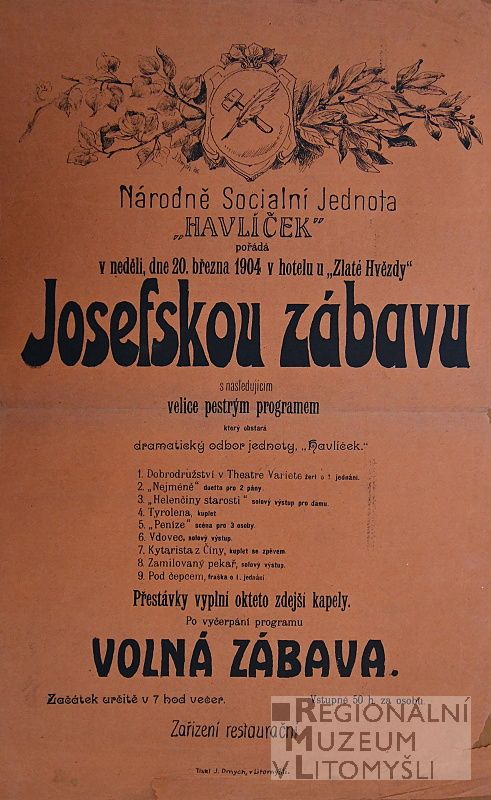 Národně Socialní Jednota
„HAVLÍČEK"
pořádá
v neděli, dne 20. března 1904 v hotelu u „Zlaté Hvězdy"
Josefskou zábavu
s následujícím
velice pestrým programem
který obstará
dramatický odbor jednoty, „Havlíček."
1. Dobrodružství v Theatre Variete žert o 1 jednání.
2. „Nejméně" duetto pro 2 pány.
3. „Helenčiny starosti" solový výstup pro dámu.
4. Tyrolena, kuplet
5. „Peníze" scéna pro 3 osoby.
6. Vdovec, solový výstup.
7. Kytarista z Číny, kuplet se zpěvem.
8. Zamilovaný pekař, solový výstup.
9. Pod čepcem, fraška o 1. jednání
Přestávky vyplní okteto zdejší kapely.
Po vyčerpání programu
VOLNÁ ZÁBAVA.
Začátek určitě v 7 hod večer. Vstupné 50 h. za osobu
Zařízení restaurační
Tiskl J. Drnych, v Litomyšli.
REGIONÁLNÍ
MUZEUM
V LITOMYŠLI